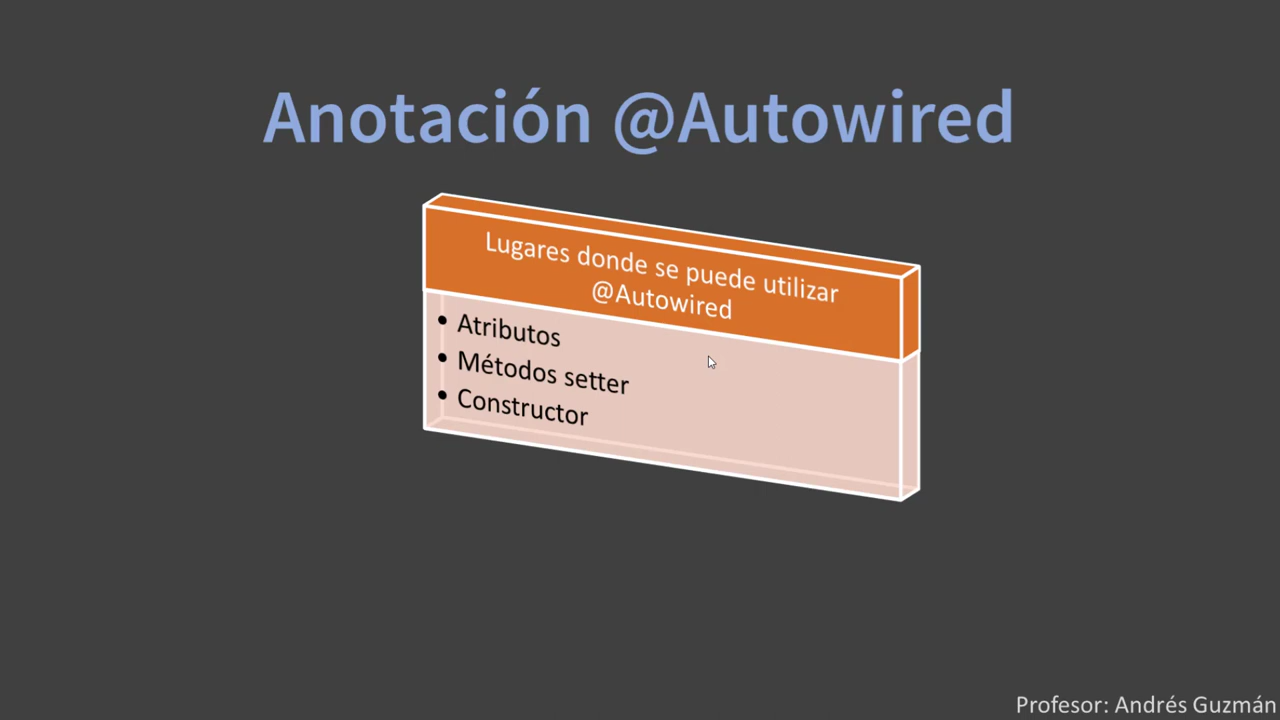 Anotación @Autowired
Lugares donde se puede utilizar
@Autowired
• Atributos
• Métodos setter
• Constructor
Profesor: Andrés Guzmán